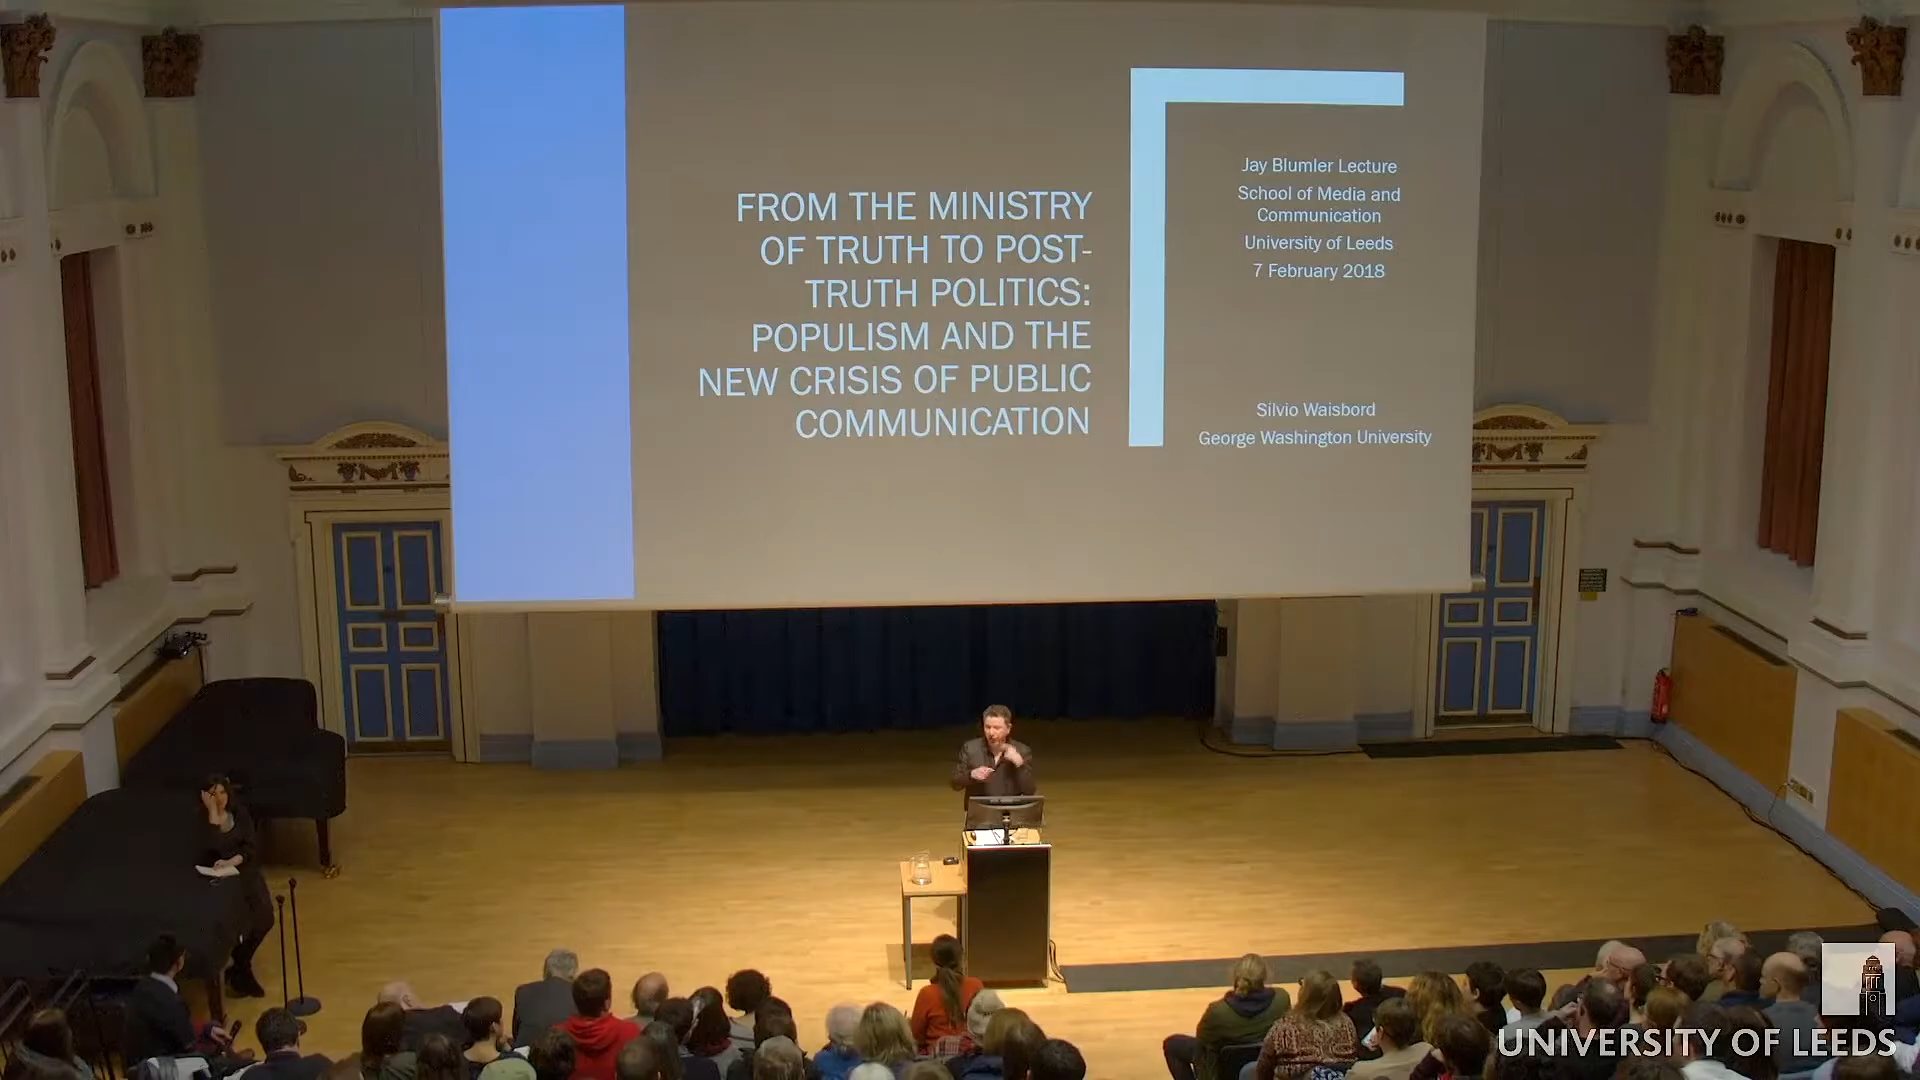 FROM THE MINISTRY
OF TRUTH TO POST-
TRUTH POLITICS:
POPULISM AND THE
NEW CRISIS OF PUBLIC
COMMUNICATION
Jay Blumler Lecture
School of Media and
Communication
University of Leeds
7 February 2018
Silvio Waisbord
George Washington University
UNIVERSITY OF LEEDS